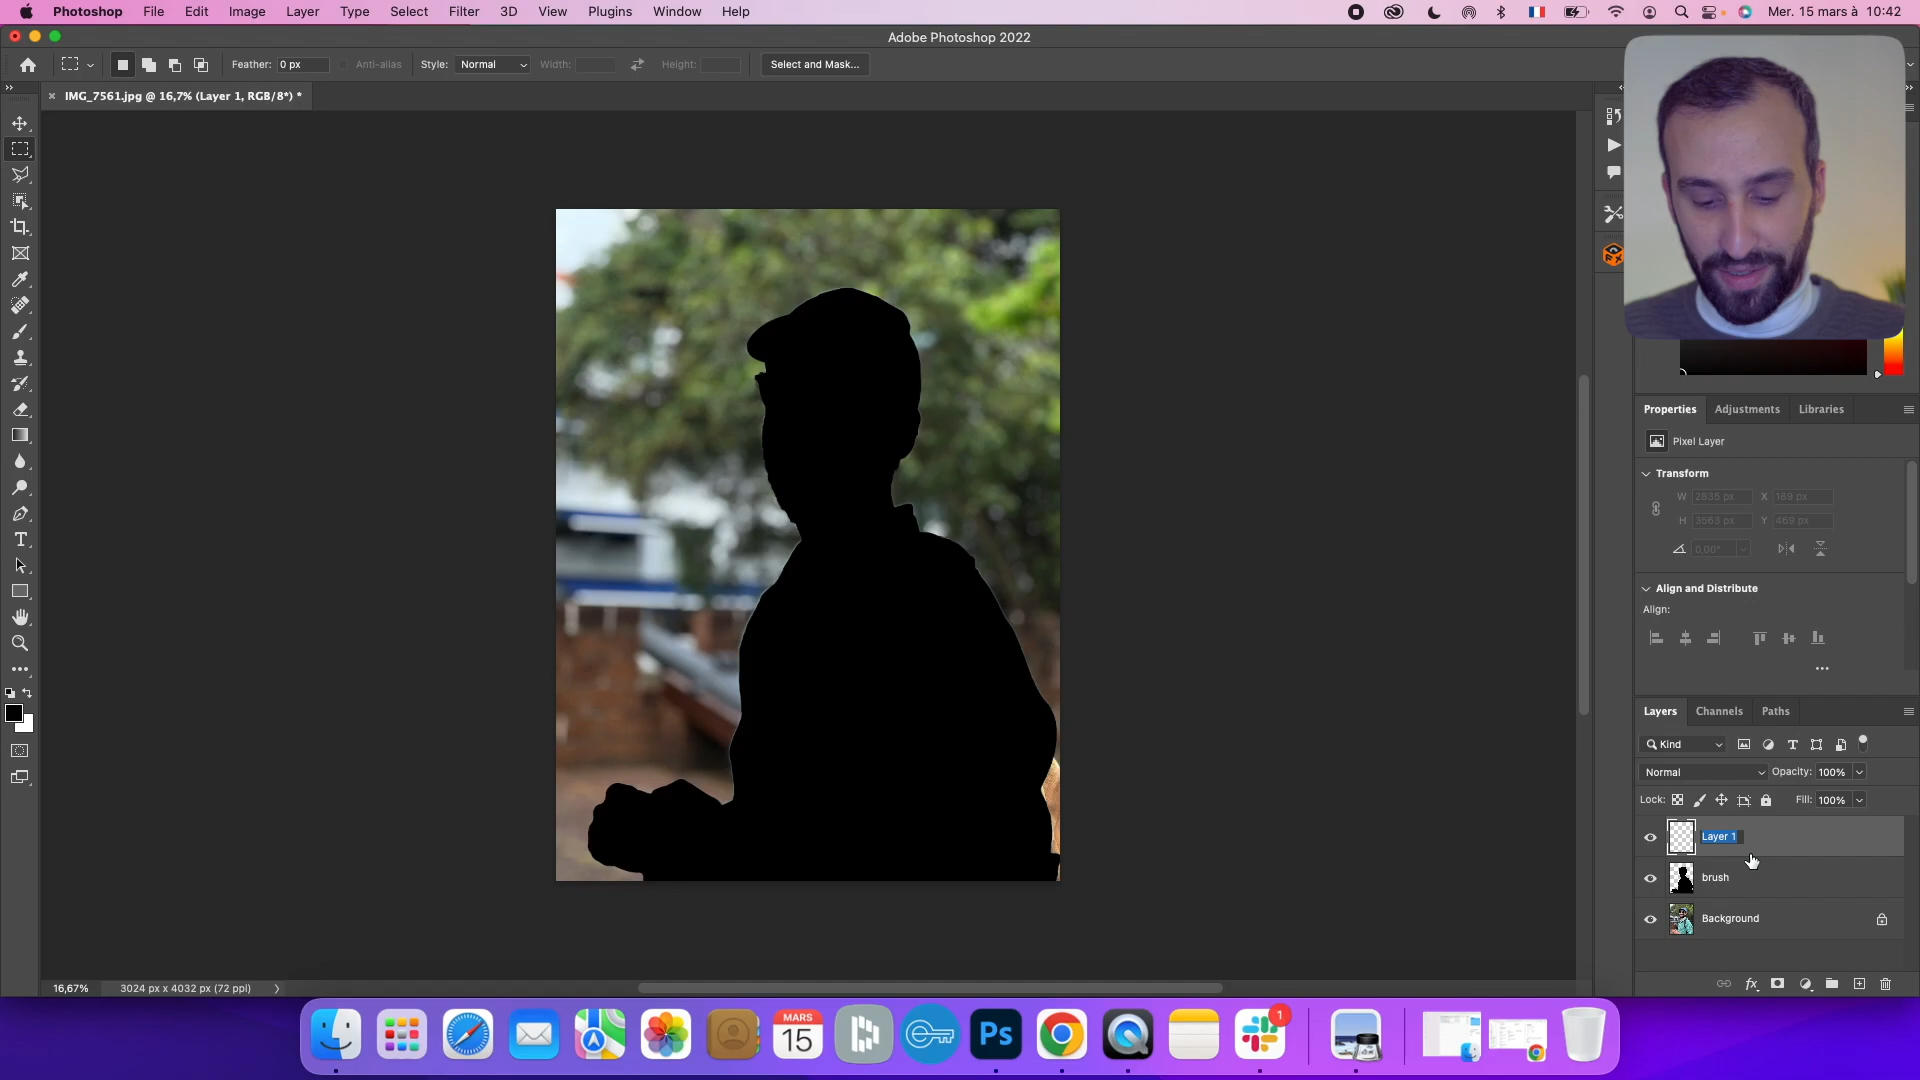 Photoshop File Edit Image Layer Type Select Filter 3D View Plugins Window Help Mer. 15 mars à 10:42
Adobe Photoshop 2022
Feather: 0 px Anti-alias Style: Normal Width: Height: Select and Mask...
IMG_7561.jpg @ 16,7% (Layer 1, RGB/8*) *
Properties Adjustments Libraries
Pixel Layer
Transform
W 2835 px X 189 px
H 3563 px Y 469 px
0,00°
Align and Distribute
Align:
Layers Channels Paths
Kind
Normal Opacity: 100%
Lock: Fill: 100%
Layer 1
brush
Background
16,67% 3024 px x 4032 px (72 ppi)
MARS
15
Ps
1